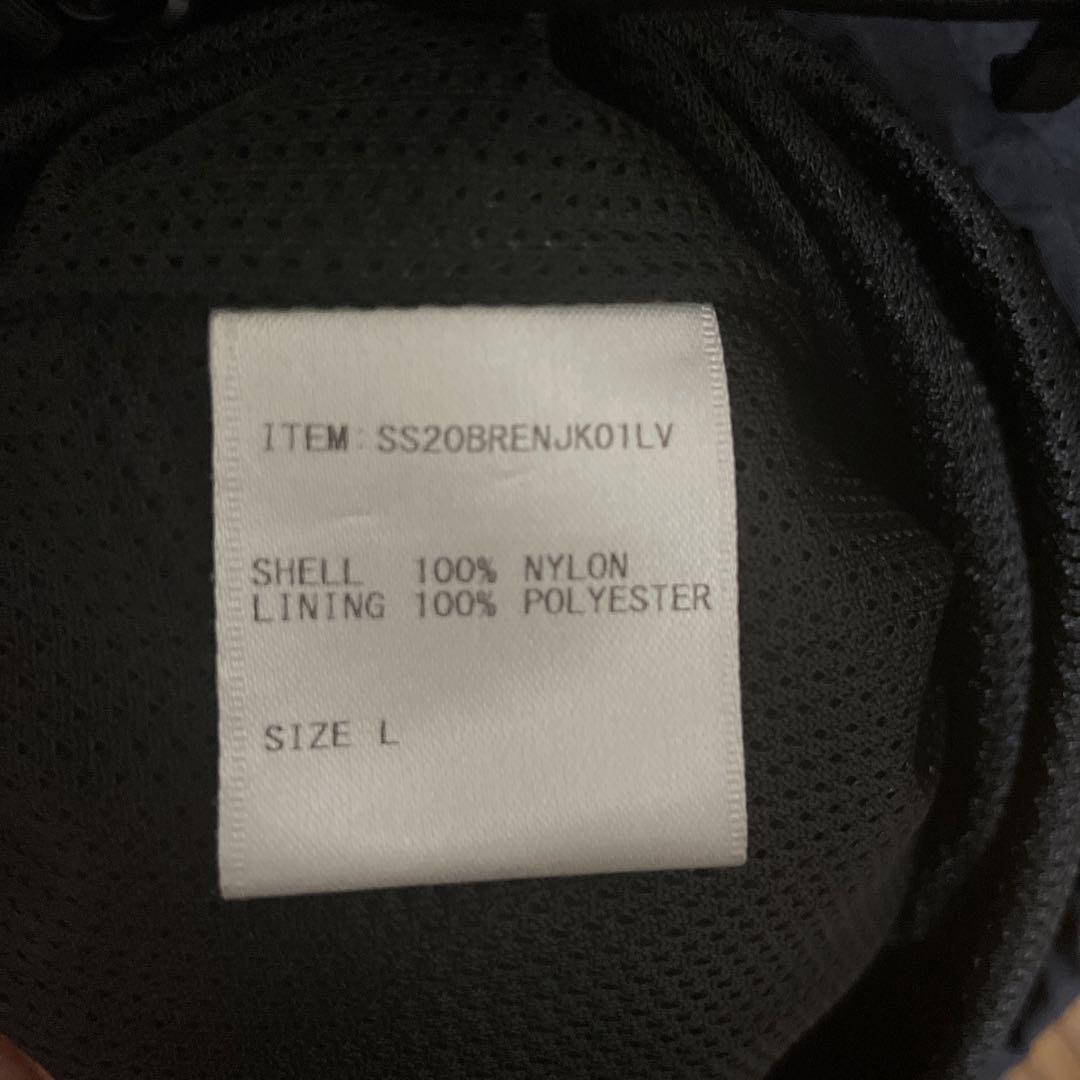 ITEM:SS20BRENJK01LV
SHELL 100% NYLON
LINING 100% POLYESTER
SIZE L